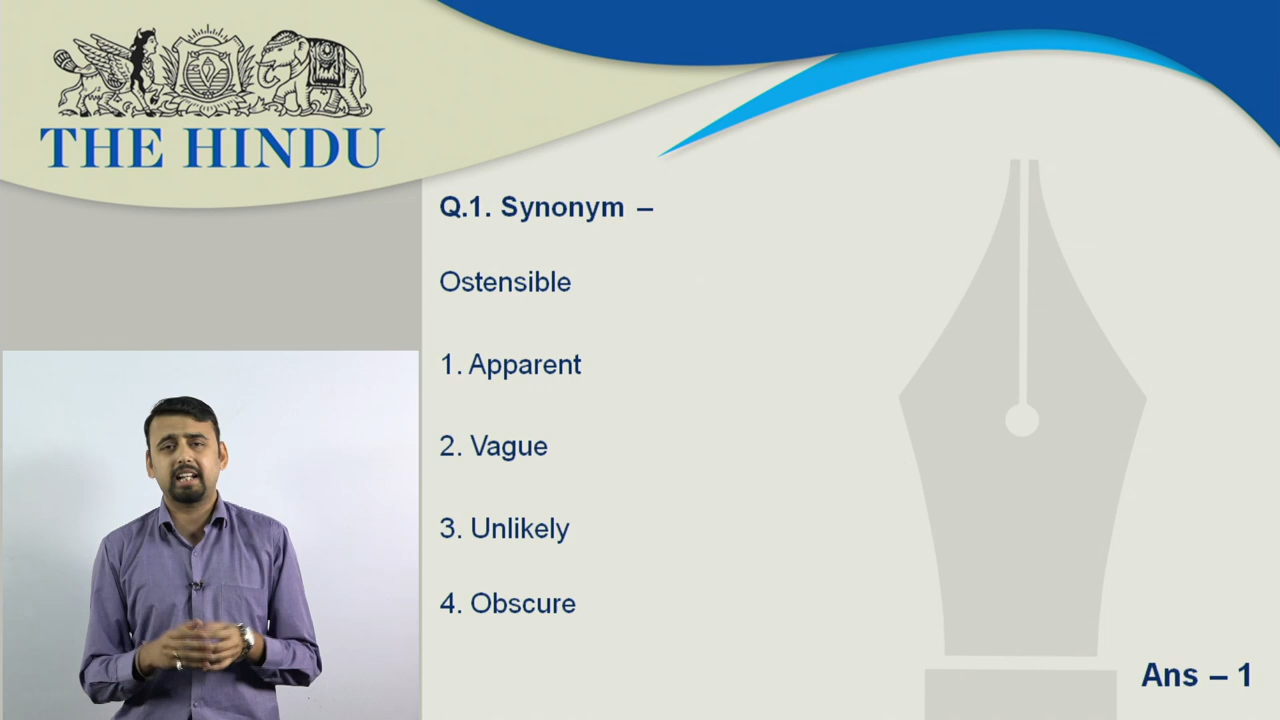 THE HINDU
Q.1. Synonym –
Ostensible
1. Apparent
2. Vague
3. Unlikely
4. Obscure
Ans – 1